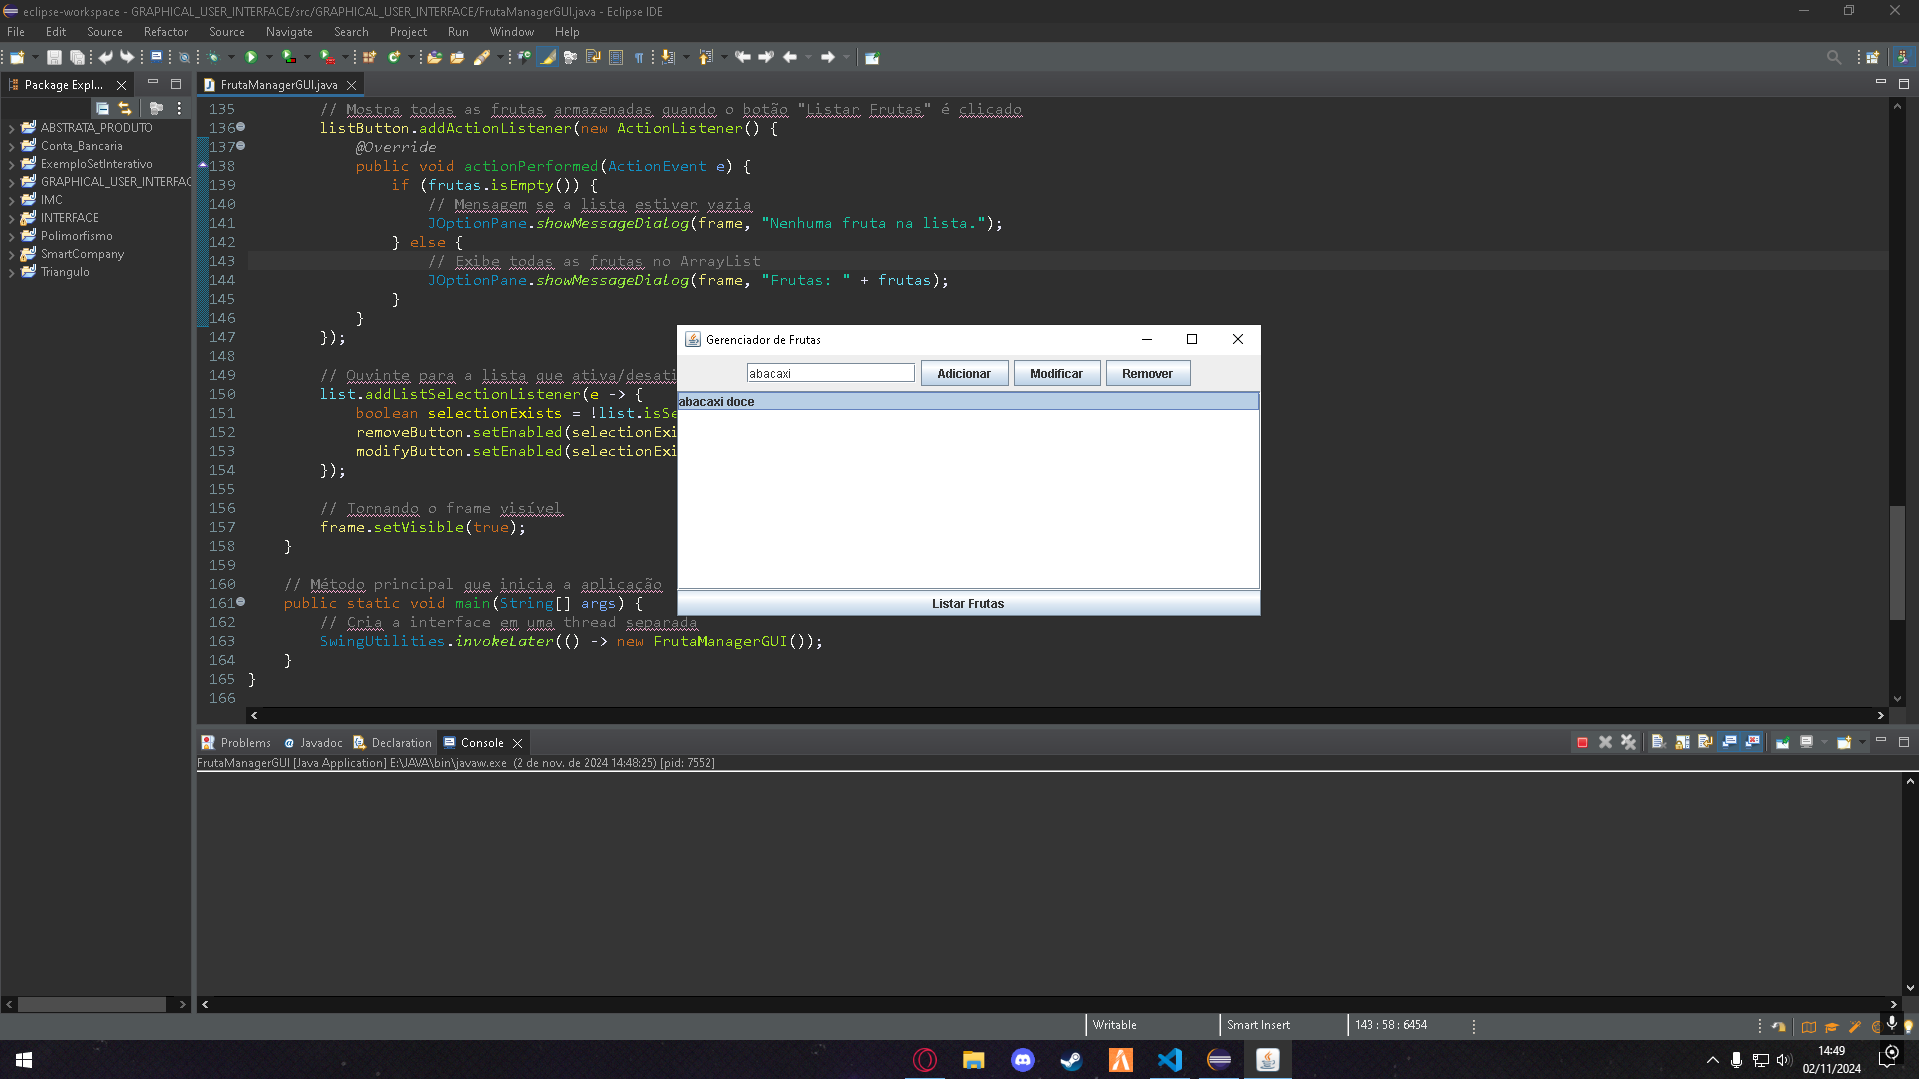 eclipse-workspace - GRAPHICAL_USER_INTERFACE/src/GRAPHICAL_USER_INTERFACE/FrutaManagerGUI.java - Eclipse IDE
File Edit Source Refactor Source Navigate Search Project Run Window Help
Package Expl...
FrutaManagerGUI.java
ABSTRATA_PRODUTO
Conta_Bancaria
ExemploSetInterativo
GRAPHICAL_USER_INTERFAC
IMC
INTERFACE
Polimorfismo
SmartCompany
Triangulo
135 // Mostra todas as frutas armazenadas quando o botão "Listar Frutas" é clicado
136 listButton.addActionListener(new ActionListener() {
137 @Override
138 public void actionPerformed(ActionEvent e) {
139 if (frutas.isEmpty()) {
140 // Mensagem se a lista estiver vazia
141 JOptionPane.showMessageDialog(frame, "Nenhuma fruta na lista.");
142 } else {
143 // Exibe todas as frutas no ArrayList
144 JOptionPane.showMessageDialog(frame, "Frutas: " + frutas);
145 }
146 }
147 });
148
149 // Ouvinte para a lista que ativa/desati
150 list.addListSelectionListener(e -> {
151 boolean selectionExists = !list.isSe
152 removeButton.setEnabled(selectionExi
153 modifyButton.setEnabled(selectionExi
154 });
155
156 // Tornando o frame visível
157 frame.setVisible(true);
158 }
159
160 // Método principal que inicia a aplicação
161 public static void main(String[] args) {
162 // Cria a interface em uma thread separada
163 SwingUtilities.invokeLater(() -> new FrutaManagerGUI());
164 }
165 }
166
Gerenciador de Frutas
abacaxi Adicionar Modificar Remover
abacaxi doce
Listar Frutas
Problems Javadoc Declaration Console
FrutaManagerGUI [Java Application] E:\JAVA\bin\javaw.exe (2 de nov. de 2024 14:48:25) [pid: 7552]
Writable Smart Insert 143 : 58 : 6454
14:49
02/11/2024